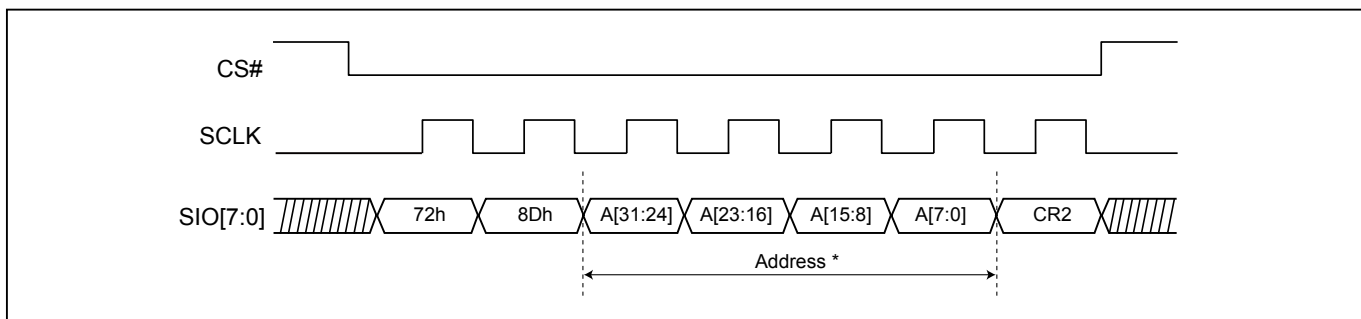 CS#
SCLK
SIO[7:0] 72h 8Dh A[31:24] A[23:16] A[15:8] A[7:0] CR2
Address *